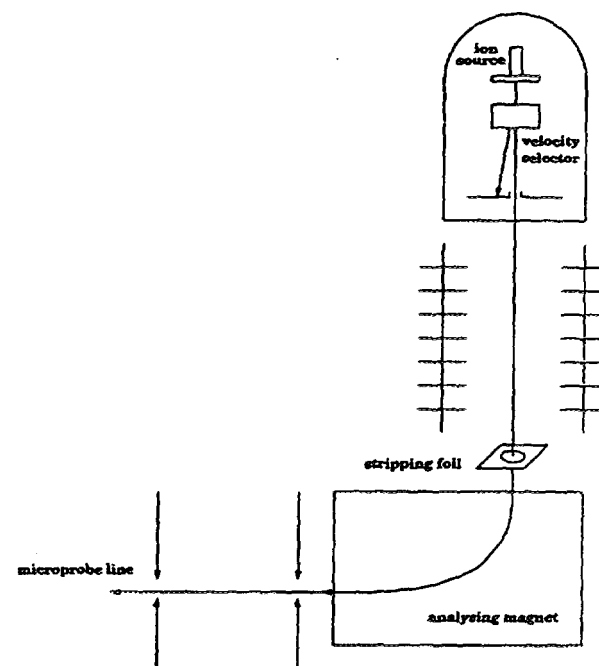 ion
source
velocity
selector
stripping foil
microprobe line
analysing magnet